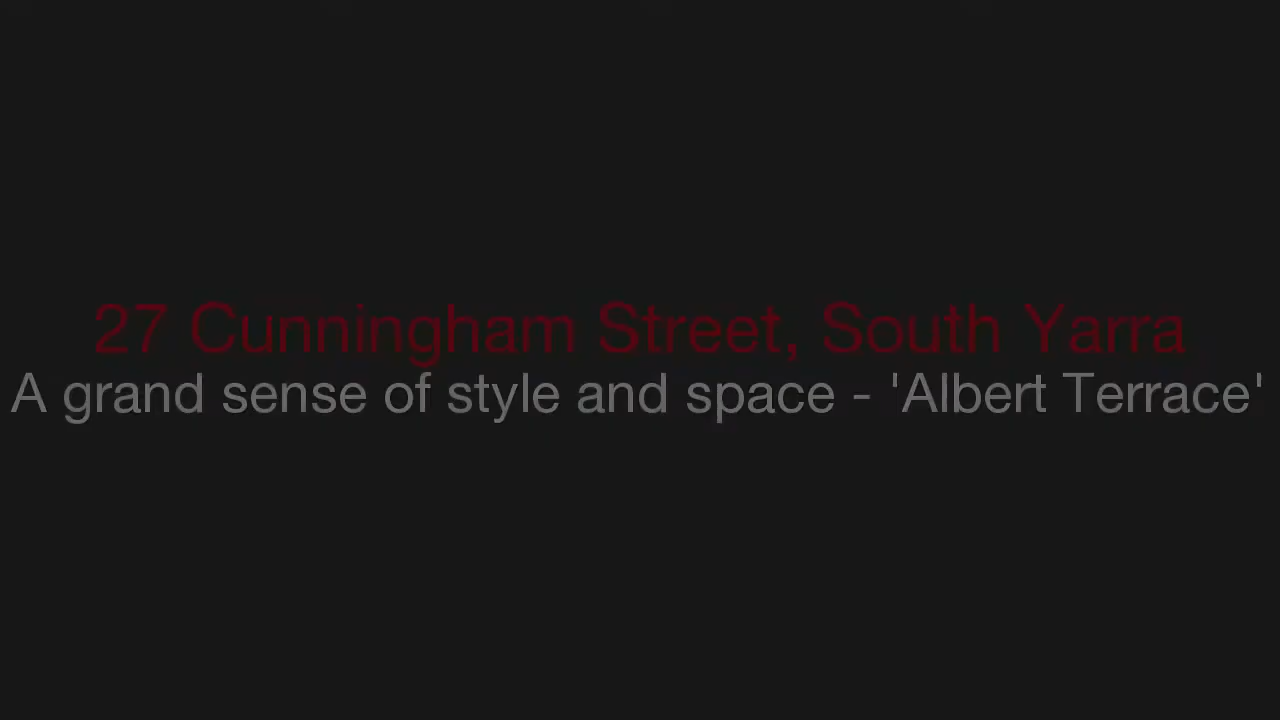 27 Cunningham Street, South Yarra
A grand sense of style and space - 'Albert Terrace'